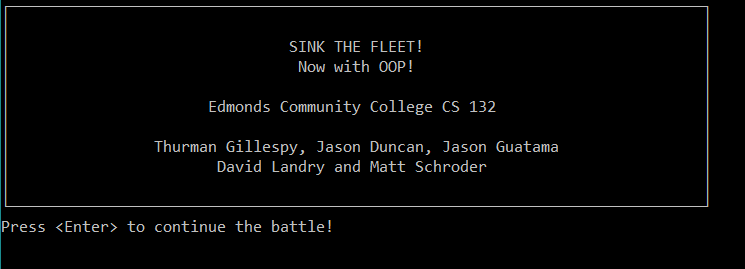 SINK THE FLEET!
Now with OOP!
Edmonds Community College CS 132
Thurman Gillespy, Jason Duncan, Jason Guatama
David Landry and Matt Schroder
Press <Enter> to continue the battle!